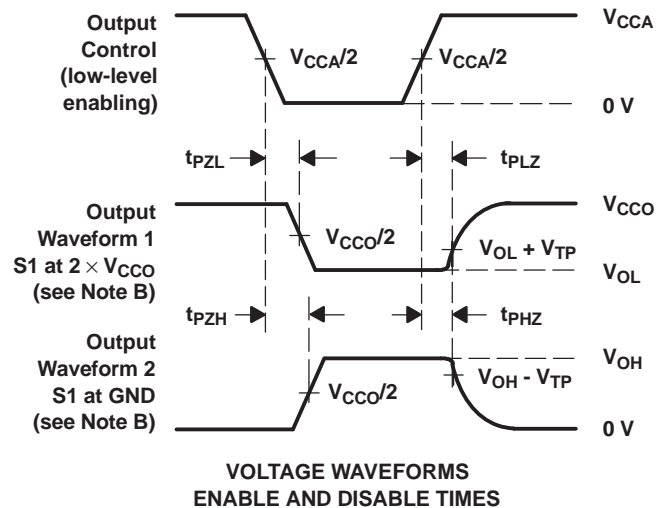 Output
Control
(low-level
enabling)
VCCA/2
VCCA/2
VCCA
0 V
tPZL
tPLZ
Output
Waveform 1
S1 at 2 × VCCO
(see Note B)
VCCO/2
VCCO
VOL + VTP
VOL
tPZH
tPHZ
Output
Waveform 2
S1 at GND
(see Note B)
VCCO/2
VOH
VOH - VTP
0 V
VOLTAGE WAVEFORMS
ENABLE AND DISABLE TIMES